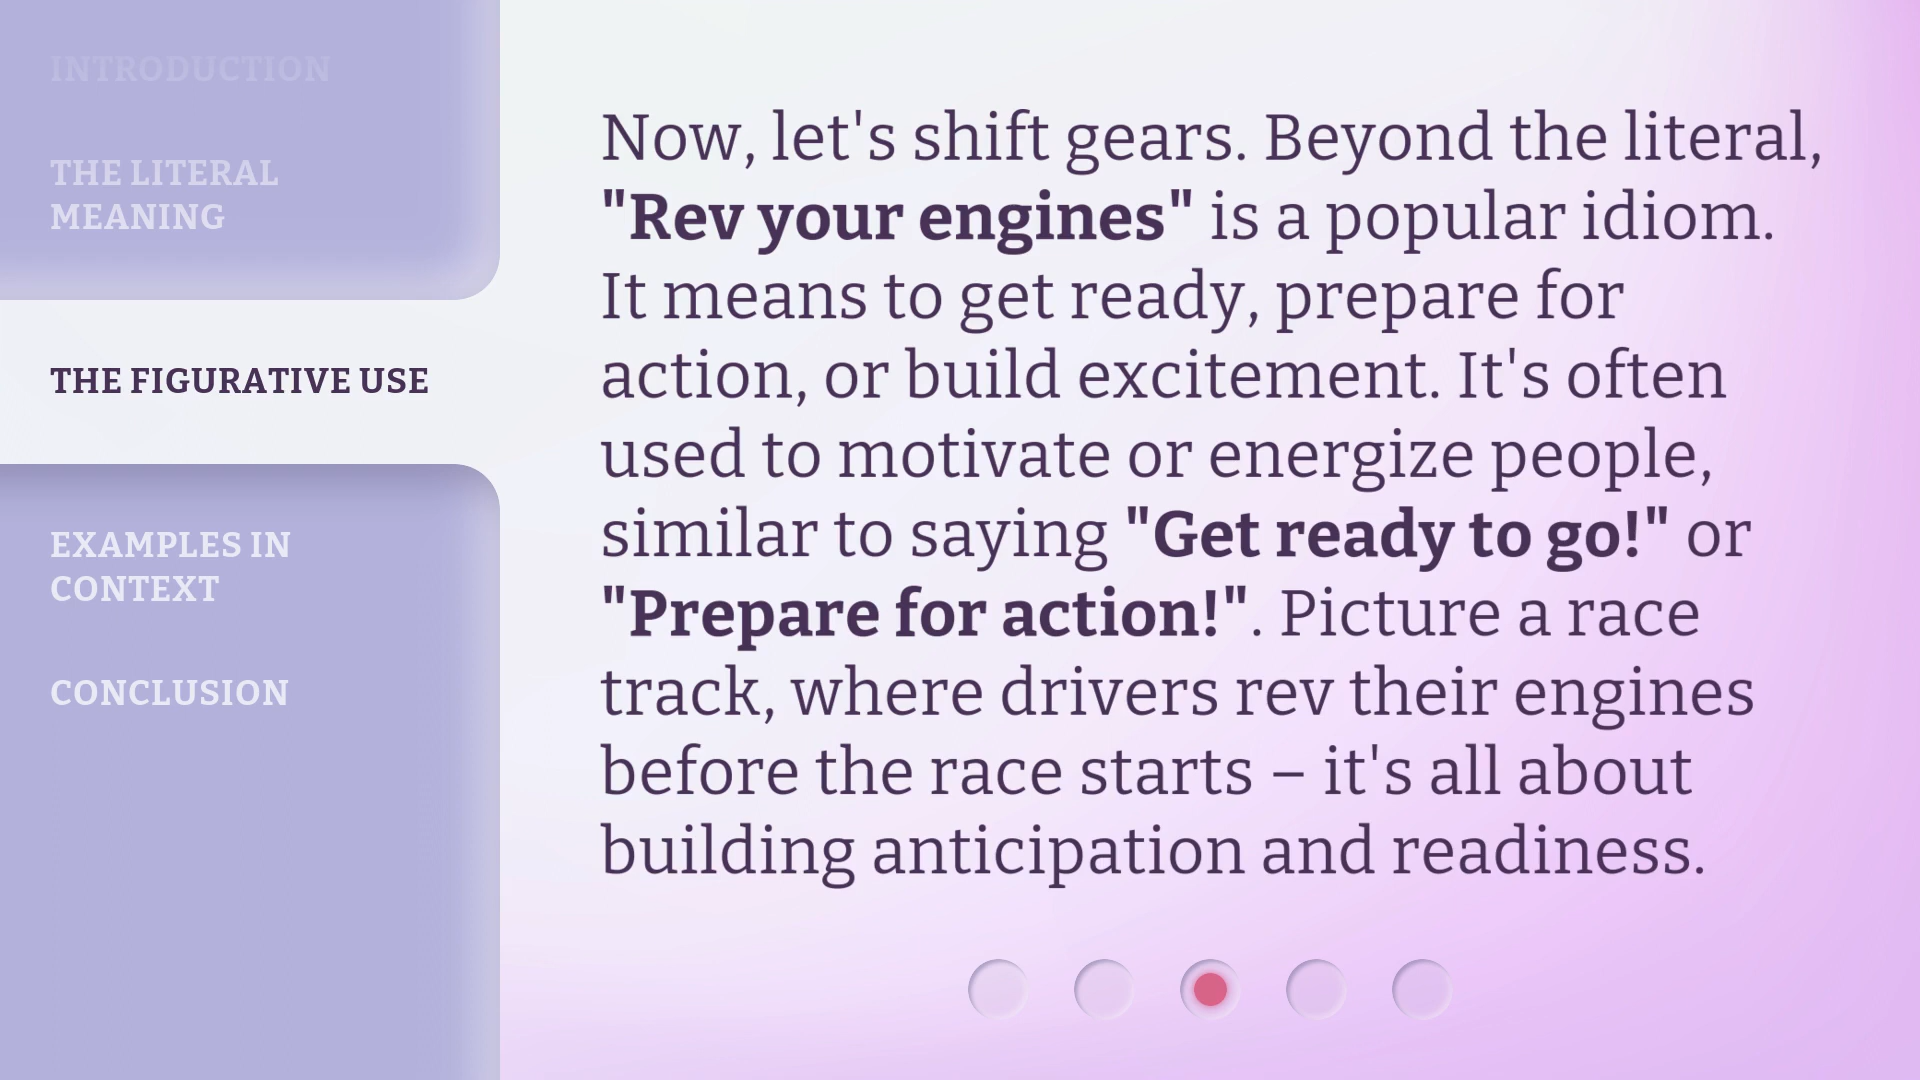 INTRODUCTION
THE LITERAL
MEANING
THE FIGURATIVE USE
EXAMPLES IN
CONTEXT
CONCLUSION
Now, let's shift gears. Beyond the literal,
"Rev your engines" is a popular idiom.
It means to get ready, prepare for
action, or build excitement. It's often
used to motivate or energize people,
similar to saying "Get ready to go!" or
"Prepare for action!". Picture a race
track, where drivers rev their engines
before the race starts – it's all about
building anticipation and readiness.